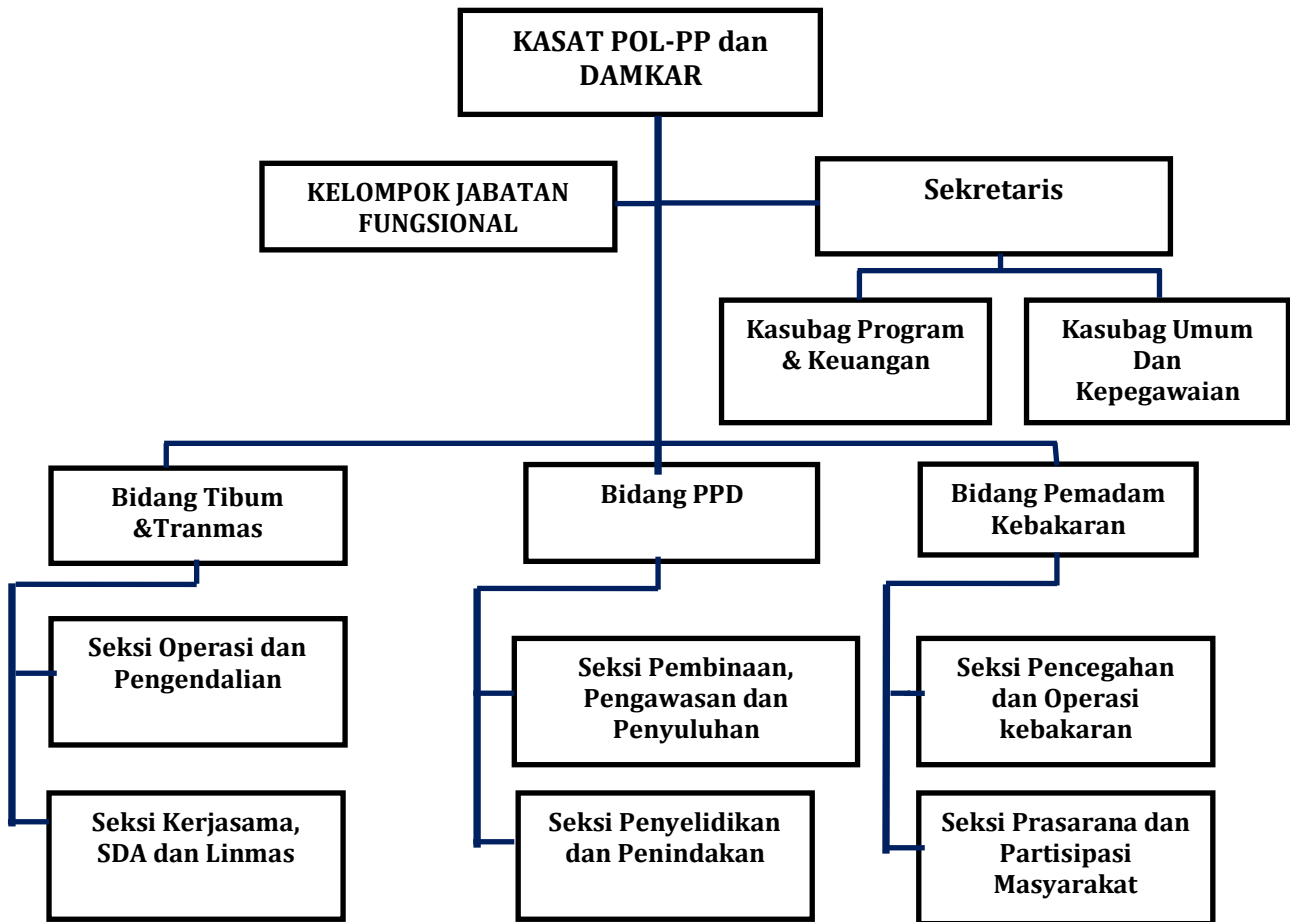 KASAT POL-PP dan
DAMKAR
KELOMPOK JABATAN
FUNGSIONAL
Sekretaris
Kasubag Program
& Keuangan
Kasubag Umum
Dan
Kepegawaian
Bidang Tibum
&Tranmas
Bidang PPD
Bidang Pemadam
Kebakaran
Seksi Operasi dan
Pengendalian
Seksi Pembinaan,
Pengawasan dan
Penyuluhan
Seksi Pencegahan
dan Operasi
kebakaran
Seksi Kerjasama,
SDA dan Linmas
Seksi Penyelidikan
dan Penindakan
Seksi Prasarana dan
Partisipasi
Masyarakat